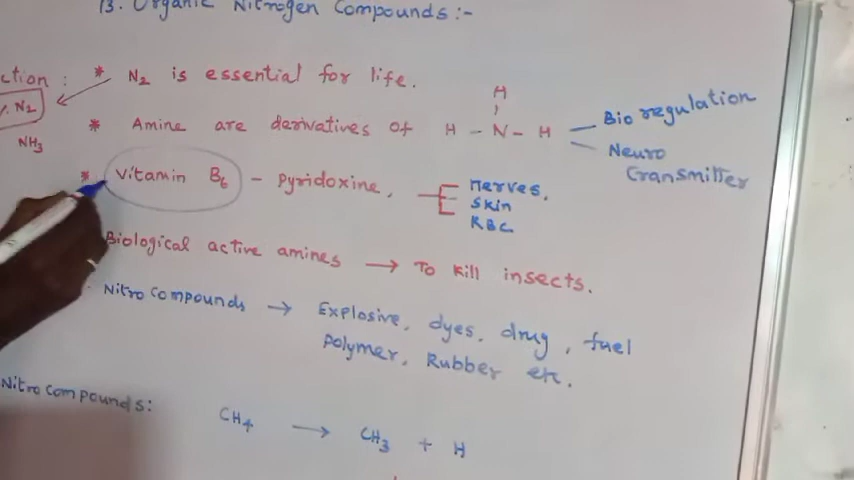 13. Organic Nitrogen Compounds:-
ction : * N2 is essential for life.
%. N2
NH3
H
* Amine are derivatives of H - N - H
Bio regulation
Neuro
transmitter
* Vitamin B6 - Pyridoxine,
Nerves.
Skin
RBC
Biological active amines → To kill insects.
Nitro compounds → Explosive, dyes, drug, fuel
Polymer, Rubber etc.
Nitro compounds:
CH4 → CH3 + H